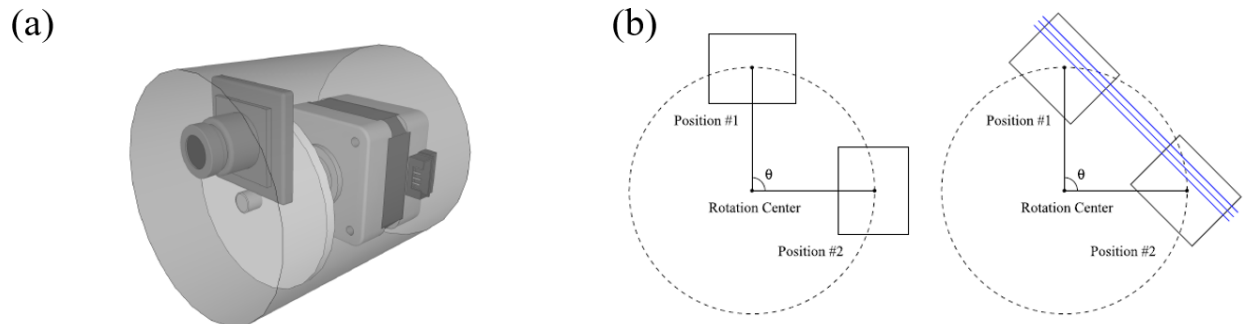 (a)
(b)
Position #1
θ
Rotation Center
Position #2
Position #1
θ
Rotation Center
Position #2